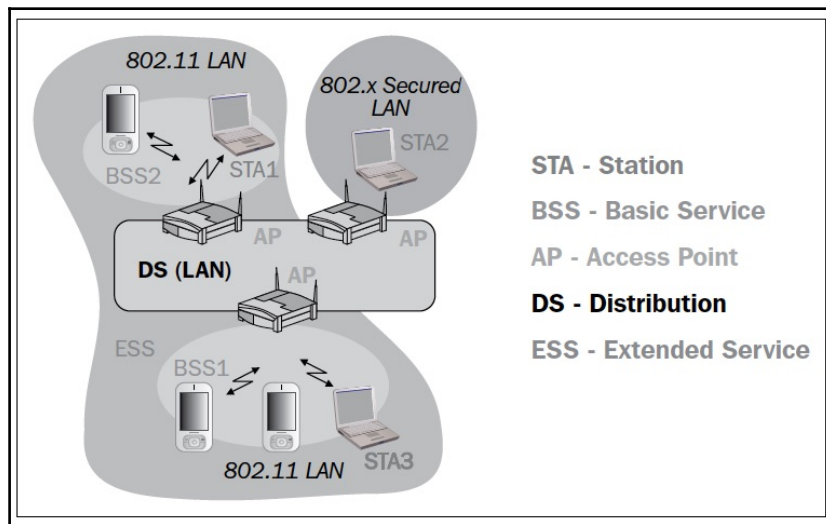 802.11 LAN
802.x Secured
LAN
STA2
BSS2
STA1
AP
AP
DS (LAN)
AP
ESS
BSS1
802.11 LAN
STA3
STA - Station
BSS - Basic Service
AP - Access Point
DS - Distribution
ESS - Extended Service